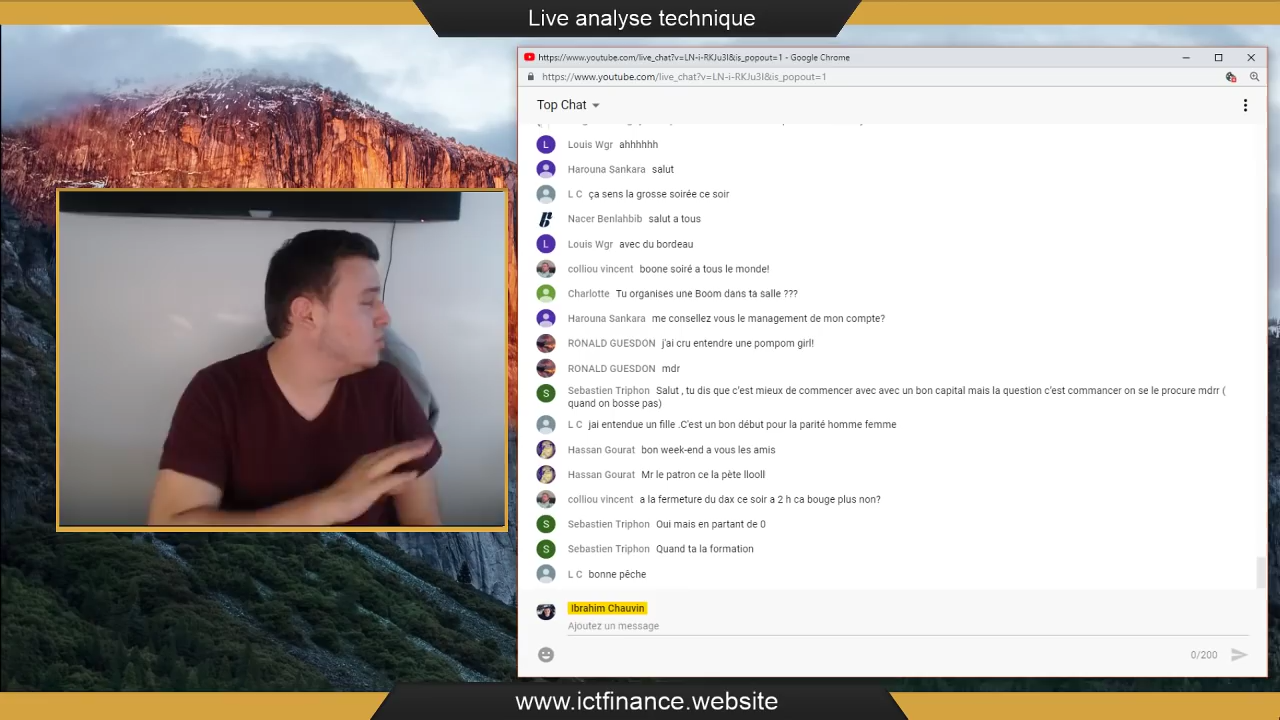 Live analyse technique
https://www.youtube.com/live_chat?v=LN-i-RKJu3I&is_popout=1 - Google Chrome
https://www.youtube.com/live_chat?v=LN-i-RKJu3I&is_popout=1
Top Chat
L Louis Wgr ahhhhhh
Harouna Sankara salut
L C ça sens la grosse soirée ce soir
Nacer Benlahbib salut a tous
L Louis Wgr avec du bordeau
colliou vincent boone soiré a tous le monde!
Charlotte Tu organises une Boom dans ta salle ???
Harouna Sankara me consellez vous le management de mon compte?
RONALD GUESDON j'ai cru entendre une pompom girl!
RONALD GUESDON mdr
S Sebastien Triphon Salut , tu dis que c'est mieux de commencer avec avec un bon capital mais la question c'est commancer on se le procure mdrr (
quand on bosse pas)
L C jai entendue un fille .C'est un bon début pour la parité homme femme
Hassan Gourat bon week-end a vous les amis
Hassan Gourat Mr le patron ce la pète llooll
colliou vincent a la fermeture du dax ce soir a 2 h ca bouge plus non?
S Sebastien Triphon Oui mais en partant de 0
S Sebastien Triphon Quand ta la formation
L C bonne pêche
Ibrahim Chauvin
Ajoutez un message
0/200
www.ictfinance.website